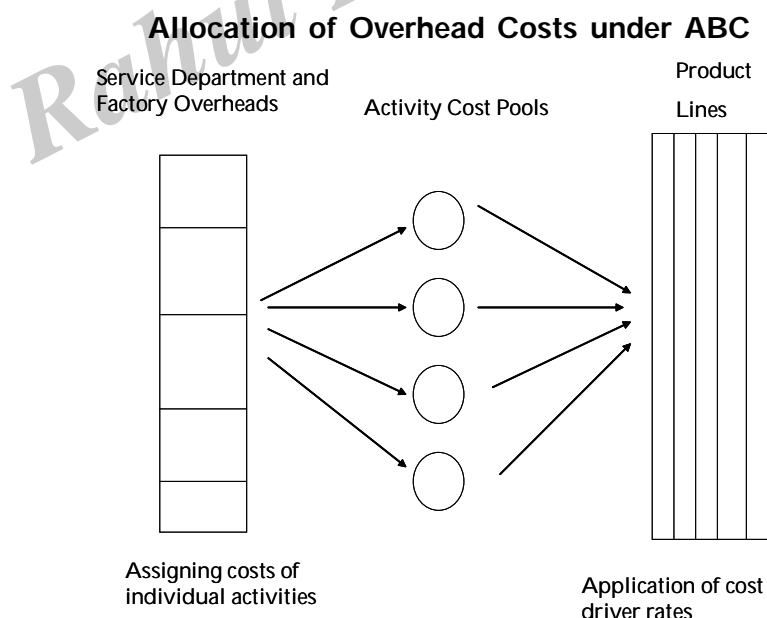 Allocation of Overhead Costs under ABC
Rahul
Service Department and
Factory Overheads
Activity Cost Pools
Product
Lines
Assigning costs of
individual activities
Application of cost
driver rates